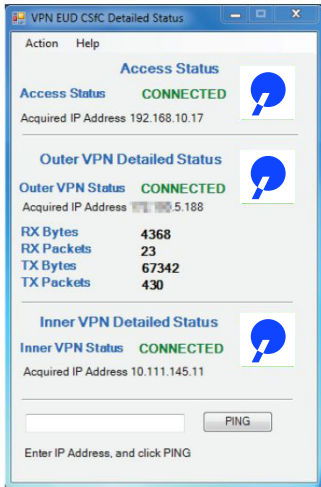 VPN EUD CSfC Detailed Status
Action Help
Access Status
Access Status CONNECTED
Acquired IP Address 192.168.10.17
Outer VPN Detailed Status
Outer VPN Status CONNECTED
Acquired IP Address .5.188
RX Bytes 4368
RX Packets 23
TX Bytes 67342
TX Packets 430
Inner VPN Detailed Status
Inner VPN Status CONNECTED
Acquired IP Address 10.111.145.11
PING
Enter IP Address, and click PING